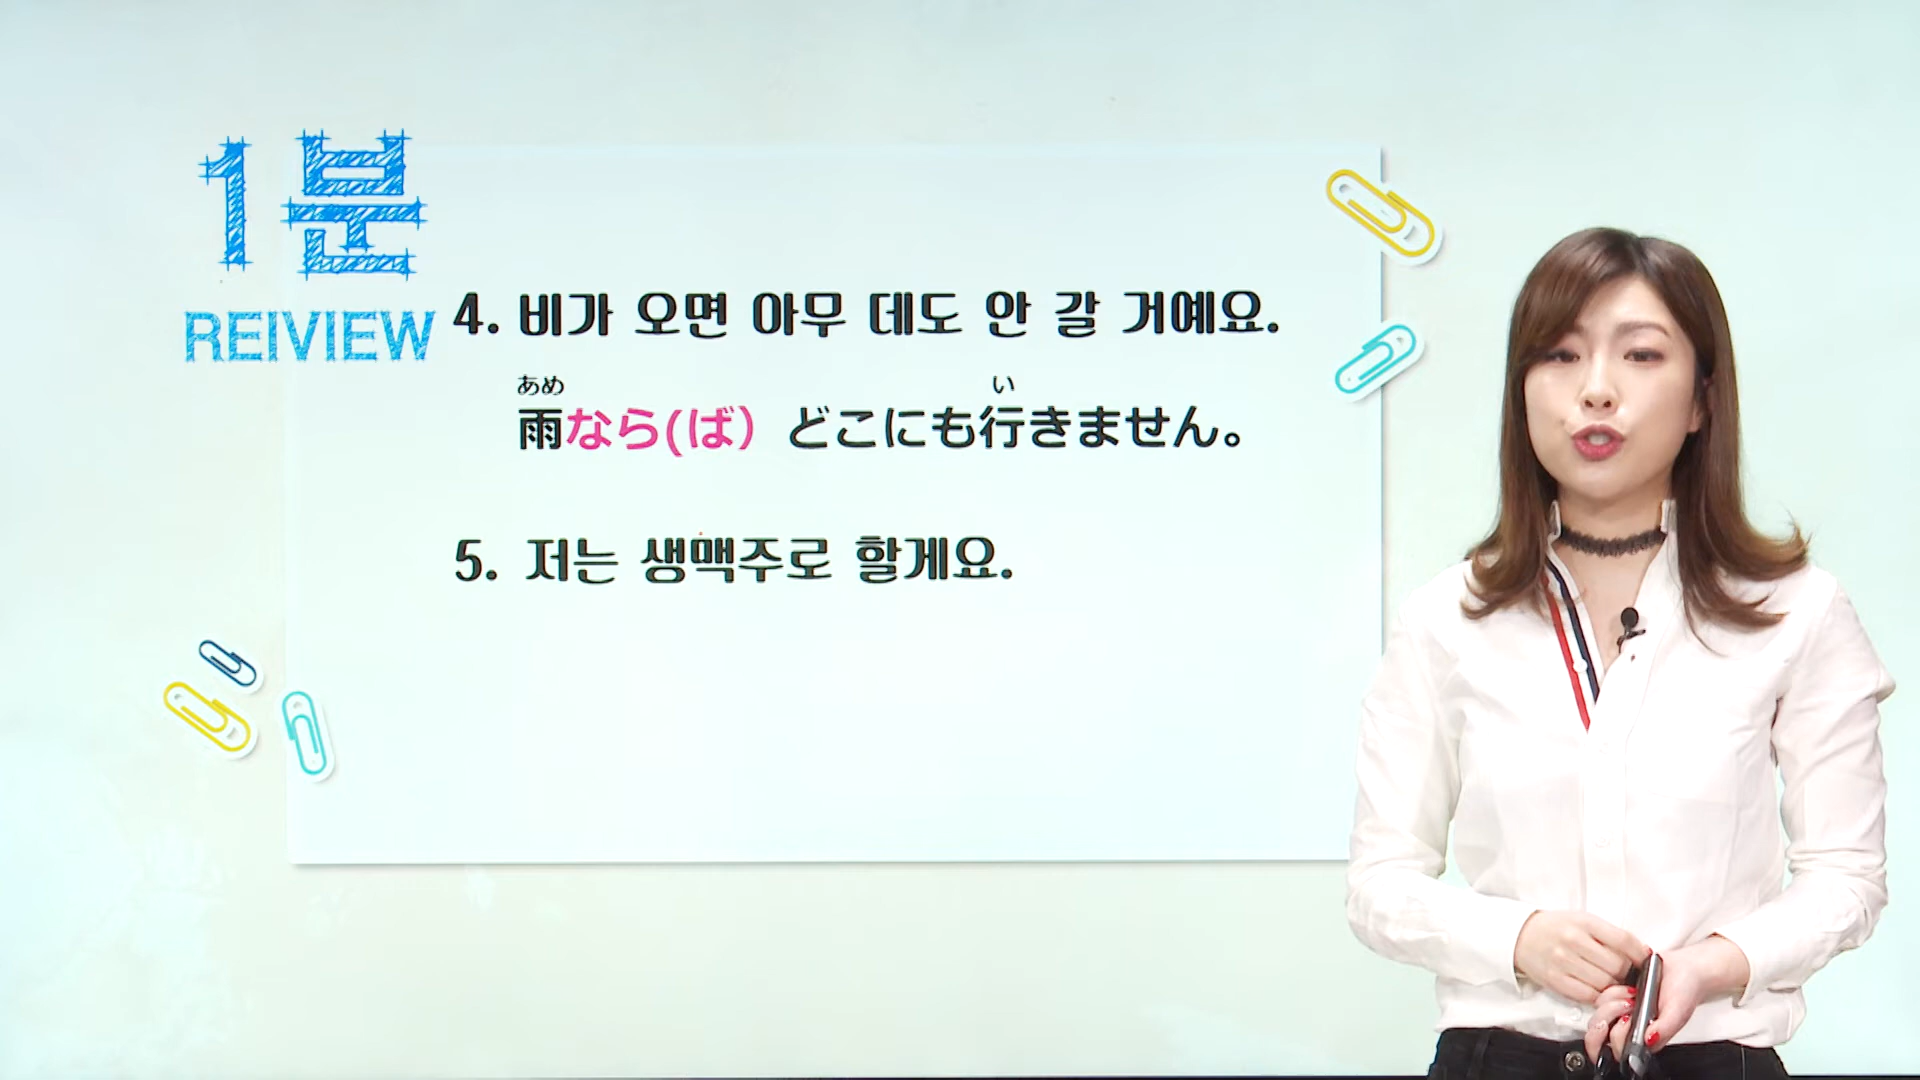 1분
REIVIEW
4. 비가 오면 아무 데도 안 갈 거예요.
あめ い
雨なら(ば) どこにも行きません。
5. 저는 생맥주로 할게요.